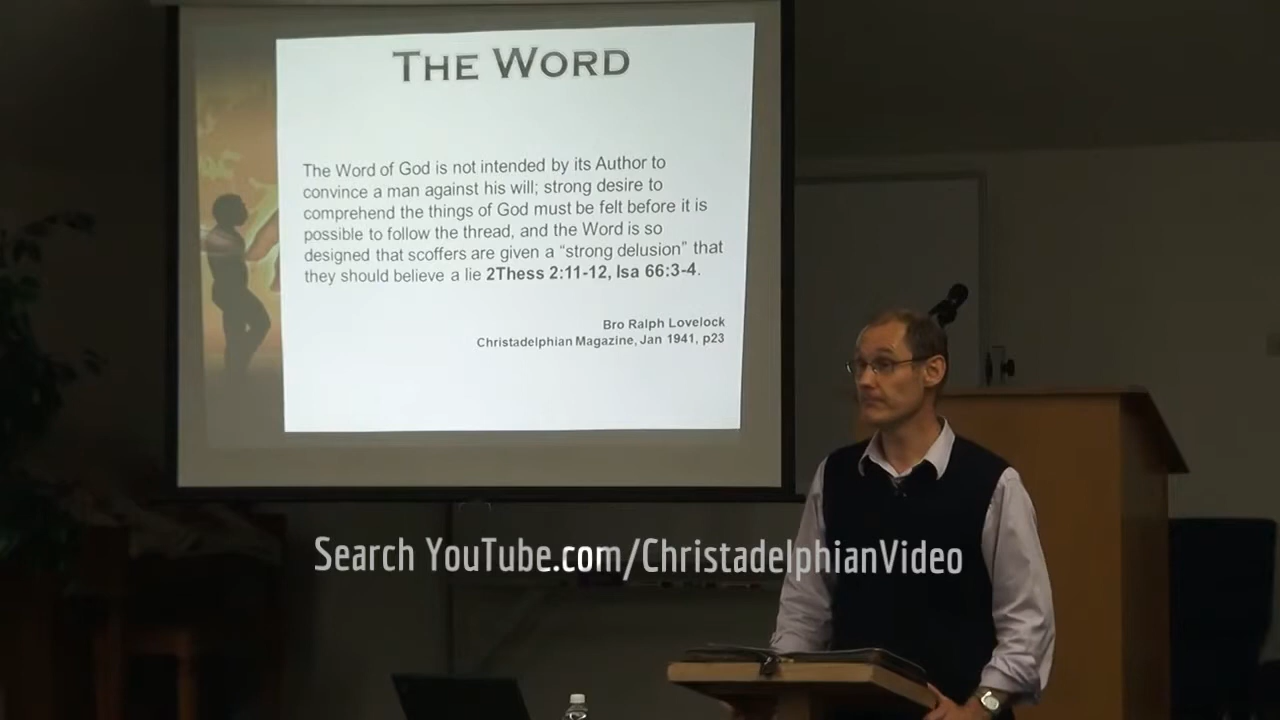 THE WORD
The Word of God is not intended by its Author to
convince a man against his will; strong desire to
comprehend the things of God must be felt before it is
possible to follow the thread, and the Word is so
designed that scoffers are given a “strong delusion” that
they should believe a lie 2Thess 2:11-12, Isa 66:3-4.
Bro Ralph Lovelock
Christadelphian Magazine, Jan 1941, p23
Search YouTube.com/ChristadelphianVideo